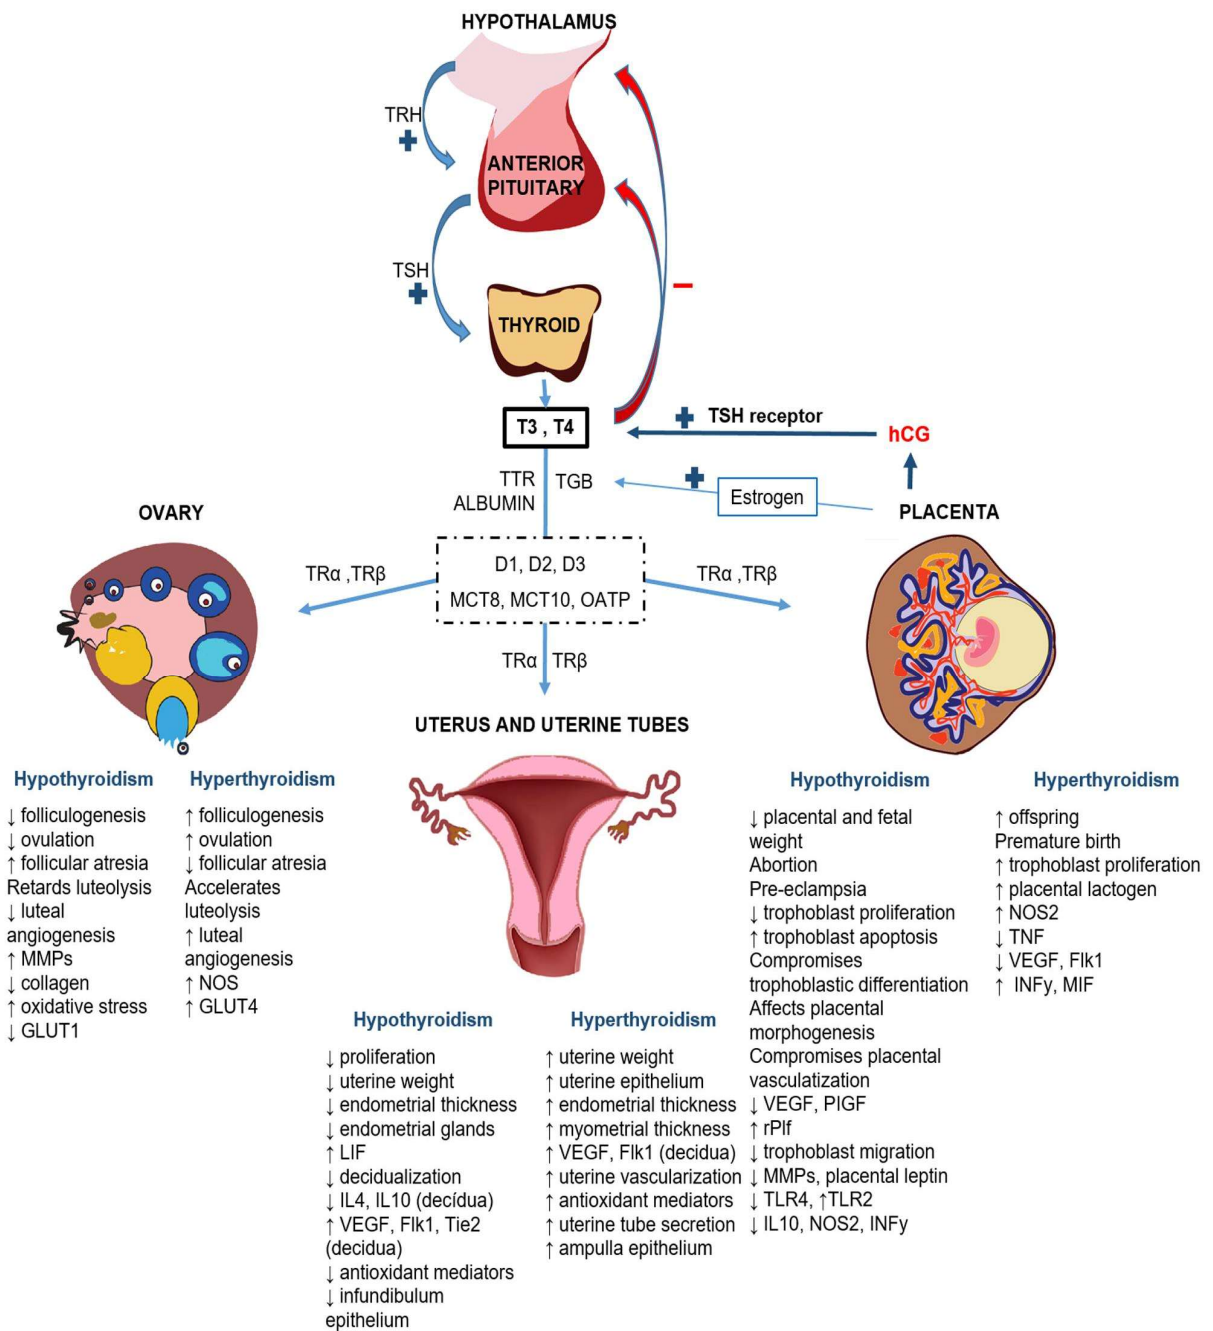 HYPOTHALAMUS
TRH
+
ANTERIOR
PITUITARY
TSH
+
−
THYROID
T3 , T4
+ TSH receptor
hCG
TTR TGB
ALBUMIN
+
Estrogen
OVARY
PLACENTA
D1, D2, D3
MCT8, MCT10, OATP
TRα ,TRβ
TRα ,TRβ
TRα TRβ
UTERUS AND UTERINE TUBES
Hypothyroidism
↓ folliculogenesis
↓ ovulation
↑ follicular atresia
Retards luteolysis
↓ luteal
angiogenesis
↑ MMPs
↓ collagen
↑ oxidative stress
↓ GLUT1
Hyperthyroidism
↑ folliculogenesis
↑ ovulation
↓ follicular atresia
Accelerates
luteolysis
↑ luteal
angiogenesis
↑ NOS
↑ GLUT4
Hypothyroidism
↓ proliferation
↓ uterine weight
↓ endometrial thickness
↓ endometrial glands
↑ LIF
↓ decidualization
↓ IL4, IL10 (decídua)
↑ VEGF, Flk1, Tie2
(decidua)
↓ antioxidant mediators
↓ infundibulum
epithelium
Hyperthyroidism
↑ uterine weight
↑ uterine epithelium
↑ endometrial thickness
↑ myometrial thickness
↑ VEGF, Flk1 (decidua)
↑ uterine vascularization
↑ antioxidant mediators
↑ uterine tube secretion
↑ ampulla epithelium
Hypothyroidism
↓ placental and fetal
weight
Abortion
Pre-eclampsia
↓ trophoblast proliferation
↑ trophoblast apoptosis
Compromises
trophoblastic differentiation
Affects placental
morphogenesis
Compromises placental
vasculatization
↓ VEGF, PIGF
↑ rPlf
↓ trophoblast migration
↓ MMPs, placental leptin
↓ TLR4, ↑TLR2
↓ IL10, NOS2, INFy
Hyperthyroidism
↑ offspring
Premature birth
↑ trophoblast proliferation
↑ placental lactogen
↑ NOS2
↓ TNF
↓ VEGF, Flk1
↑ INFy, MIF